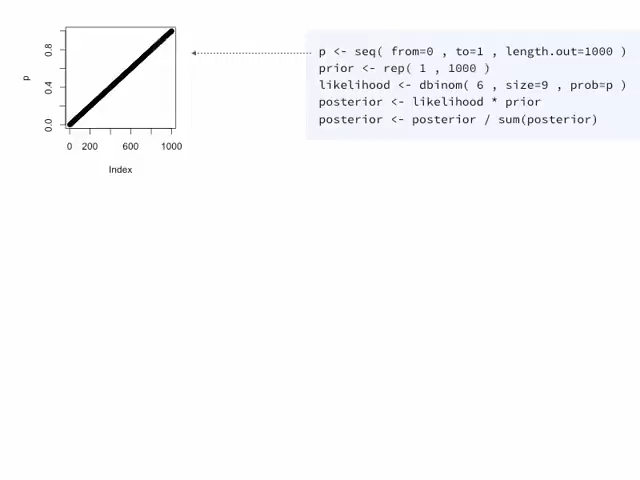 p <- seq( from=0 , to=1 , length.out=1000 )
prior <- rep( 1 , 1000 )
likelihood <- dbinom( 6 , size=9 , prob=p )
posterior <- likelihood * prior
posterior <- posterior / sum(posterior)
p
0.8
0.4
0.0
0 200 600 1000
Index